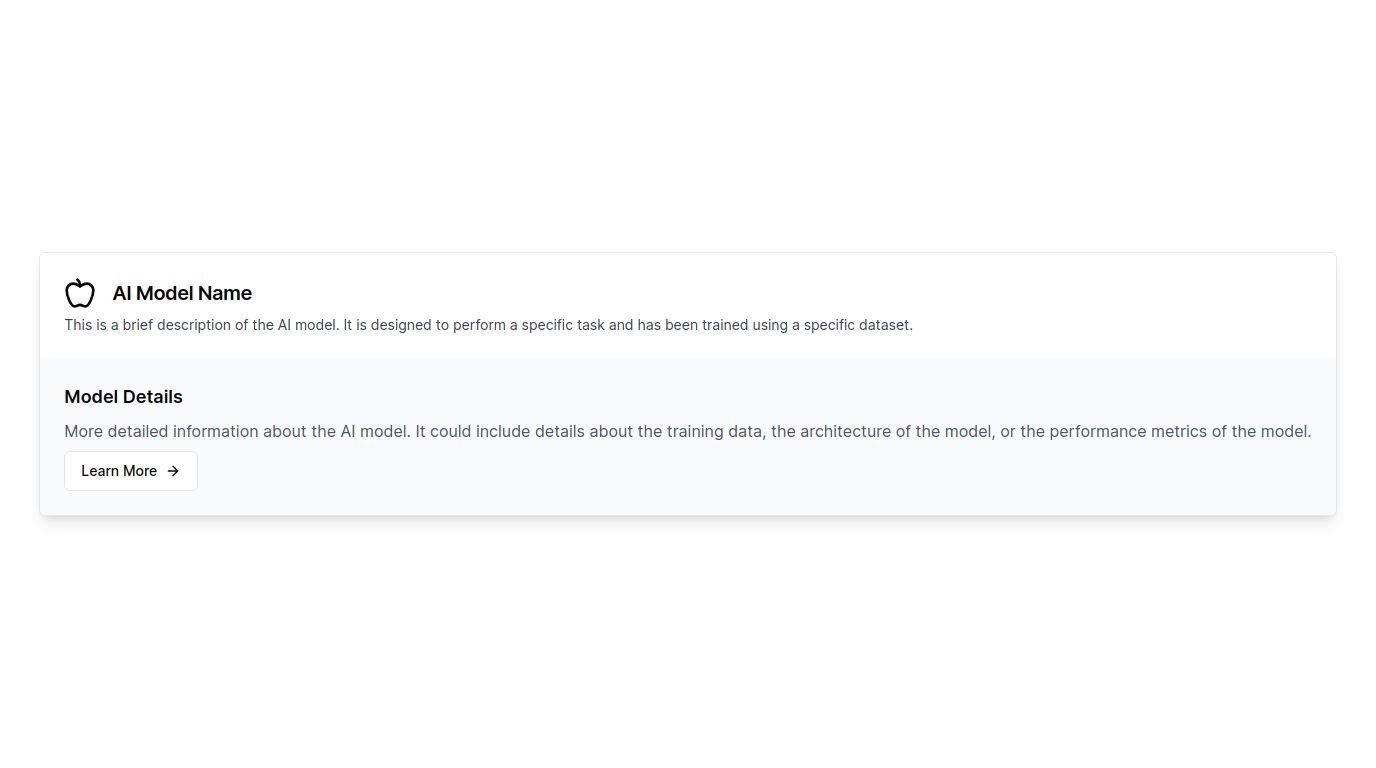 AI Model Name
This is a brief description of the AI model. It is designed to perform a specific task and has been trained using a specific dataset.
Model Details
More detailed information about the AI model. It could include details about the training data, the architecture of the model, or the performance metrics of the model.
Learn More